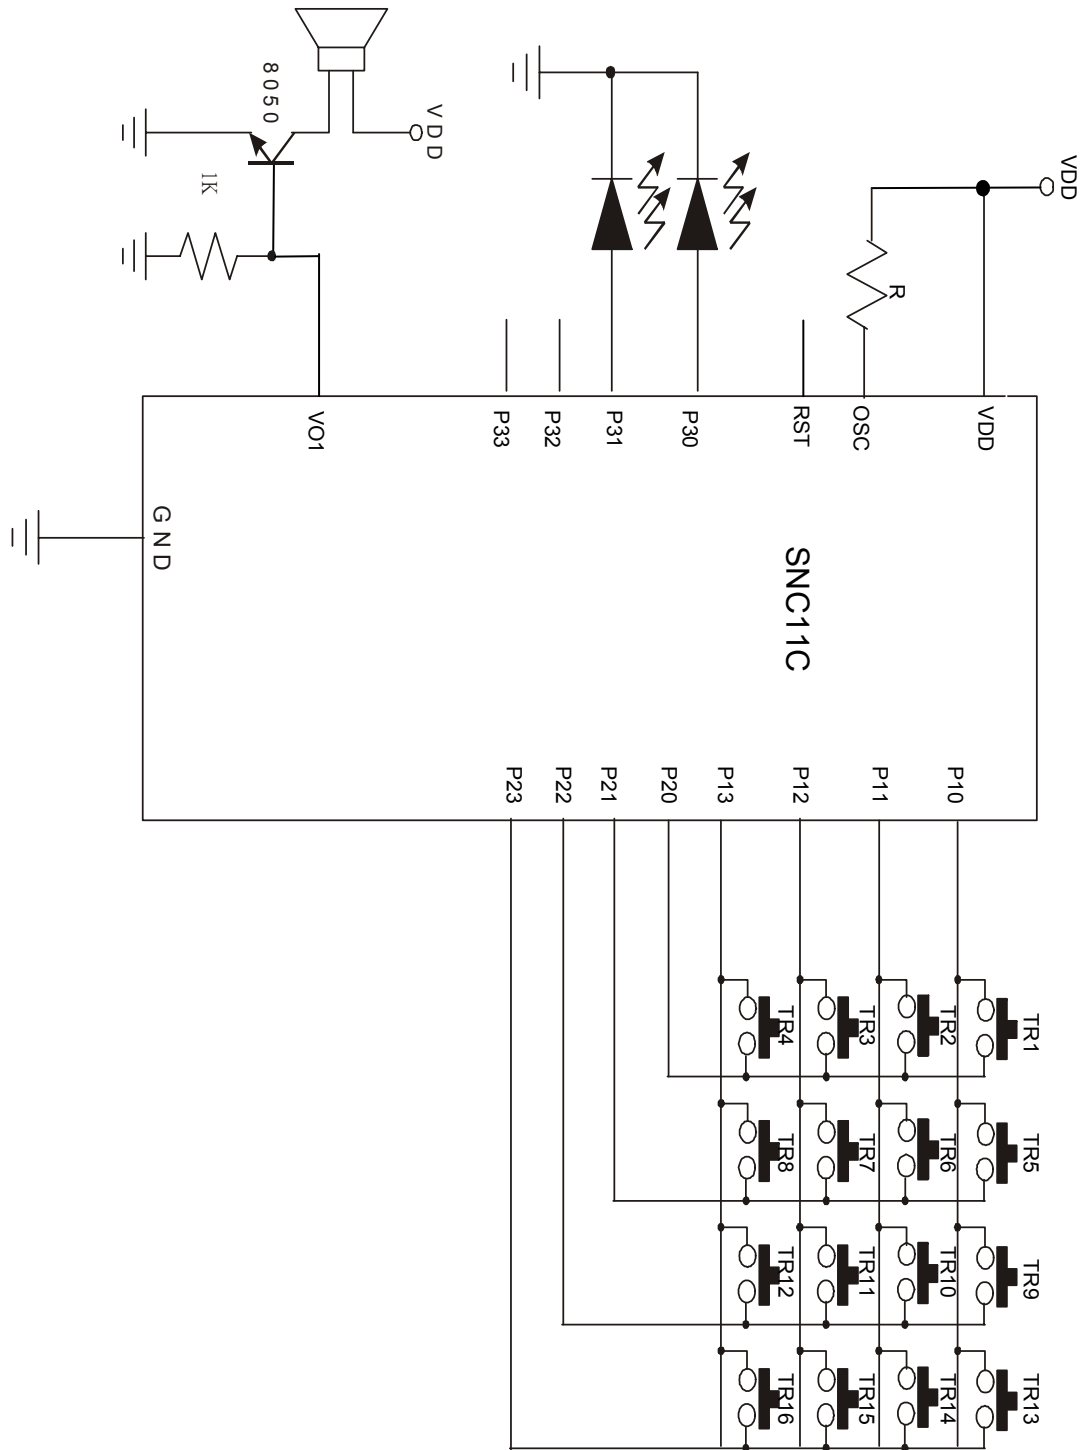 VDD
VDD
8050
1K
R
VDD
OSC
RST
P30
P31
P32
P33
VO1
GND
SNC11C
P10
P11
P12
P13
P20
P21
P22
P23
TR1
TR2
TR3
TR4
TR5
TR6
TR7
TR8
TR9
TR10
TR11
TR12
TR13
TR14
TR15
TR16